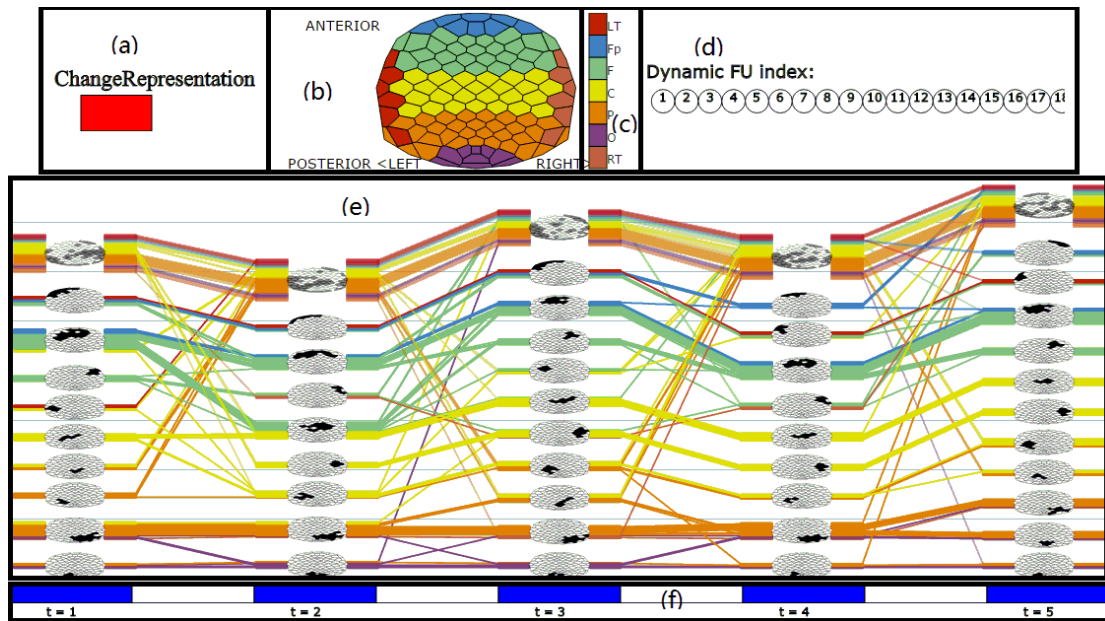 (a)
ChangeRepresentation
ANTERIOR
(b)
POSTERIOR <LEFT
RIGHT>
LT
Fp
F
C
P
(c)
O
RT
(d)
Dynamic FU index:
1 2 3 4 5 6 7 8 9 10 11 12 13 14 15 16 17 18
(e)
(f)
t = 1
t = 2
t = 3
t = 4
t = 5